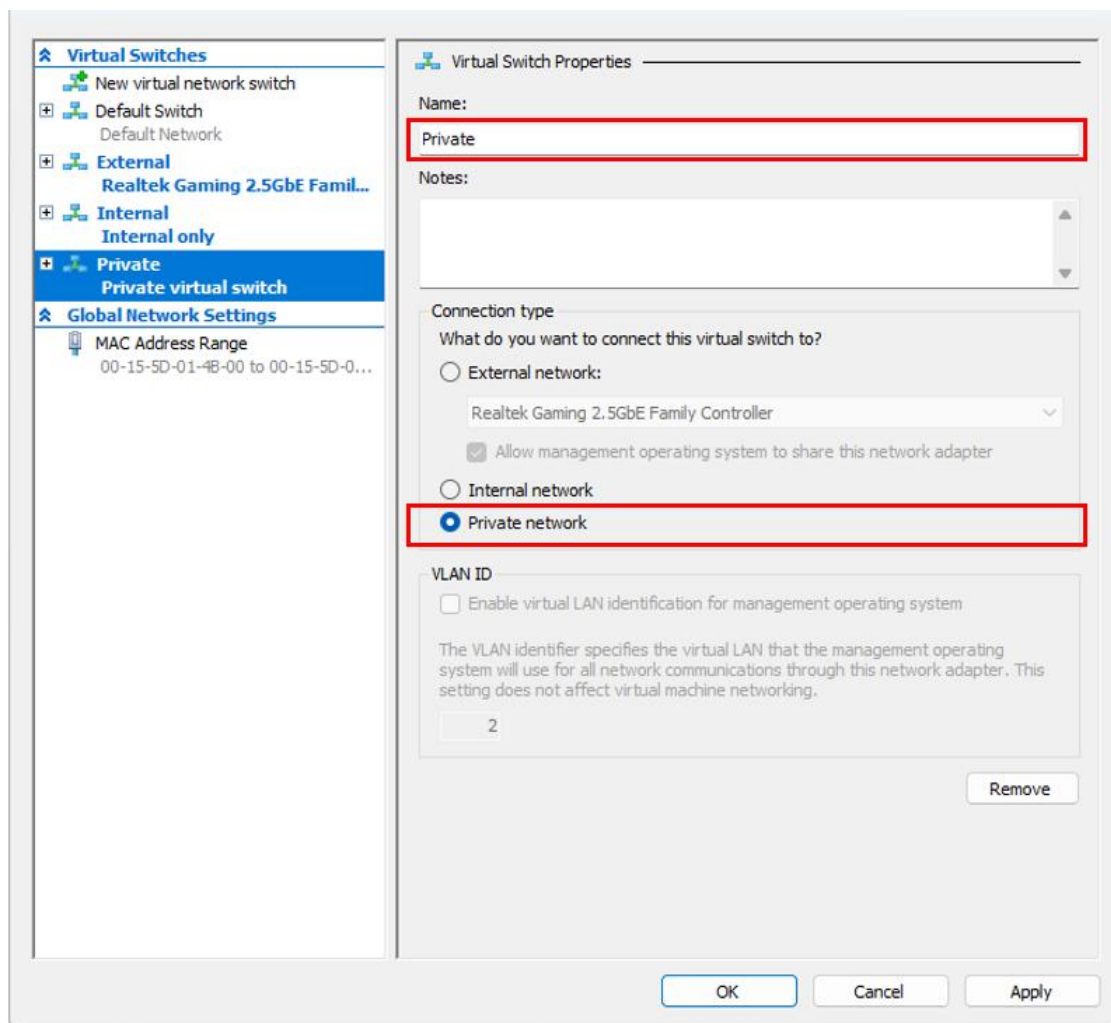 Virtual Switches
New virtual network switch
Default Switch
Default Network
External
Realtek Gaming 2.5GbE Famil...
Internal
Internal only
Private
Private virtual switch
Global Network Settings
MAC Address Range
00-15-5D-01-4B-00 to 00-15-5D-0...
Virtual Switch Properties
Name:
Private
Notes:
Connection type
What do you want to connect this virtual switch to?
External network:
Realtek Gaming 2.5GbE Family Controller
Allow management operating system to share this network adapter
Internal network
Private network
VLAN ID
Enable virtual LAN identification for management operating system
The VLAN identifier specifies the virtual LAN that the management operating
system will use for all network communications through this network adapter. This
setting does not affect virtual machine networking.
2
Remove
OK
Cancel
Apply